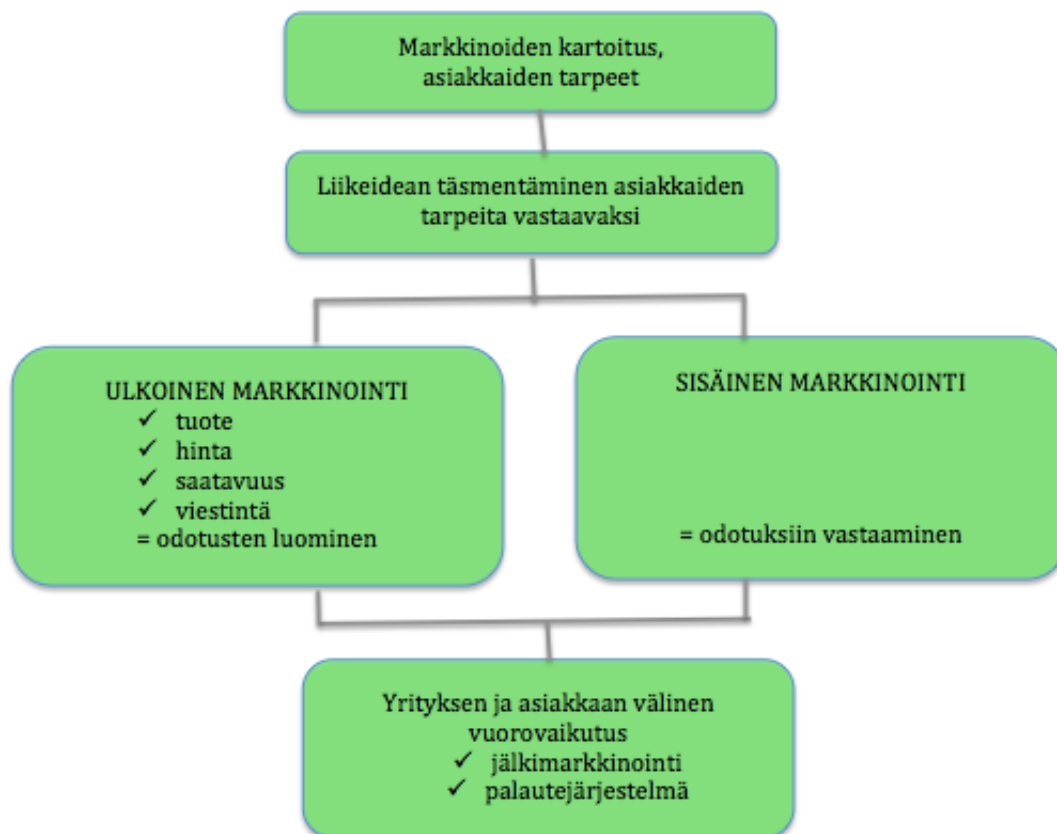 Markkinoiden kartoitus,
asiakkaiden tarpeet
Liikeidean täsmentäminen asiakkaiden
tarpeita vastaavaksi
ULKOINEN MARKKINOINTI
✓ tuote
✓ hinta
✓ saatavuus
✓ viestintä
= odotusten luominen
SISÄINEN MARKKINOINTI
= odotuksiin vastaaminen
Yrityksen ja asiakkaan välinen
vuorovaikutus
✓ jälkimarkkinointi
✓ palautejärjestelmä